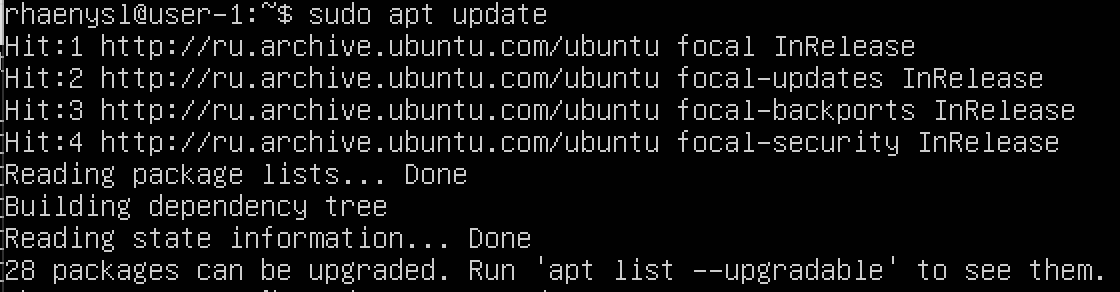 rhaenysl@user-1:~$ sudo apt update
Hit:1 http://ru.archive.ubuntu.com/ubuntu focal InRelease
Hit:2 http://ru.archive.ubuntu.com/ubuntu focal-updates InRelease
Hit:3 http://ru.archive.ubuntu.com/ubuntu focal-backports InRelease
Hit:4 http://ru.archive.ubuntu.com/ubuntu focal-security InRelease
Reading package lists... Done
Building dependency tree
Reading state information... Done
28 packages can be upgraded. Run 'apt list --upgradable' to see them.